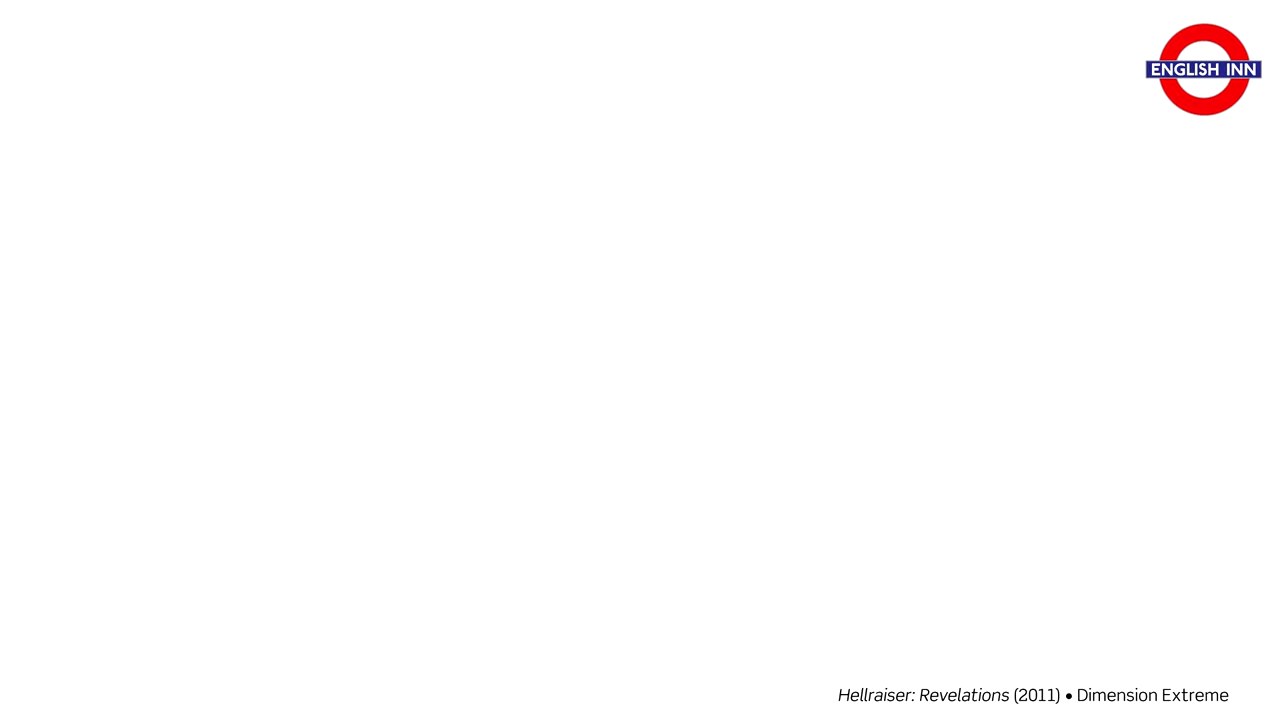 ENGLISH INN
Hellraiser: Revelations (2011) • Dimension Extreme